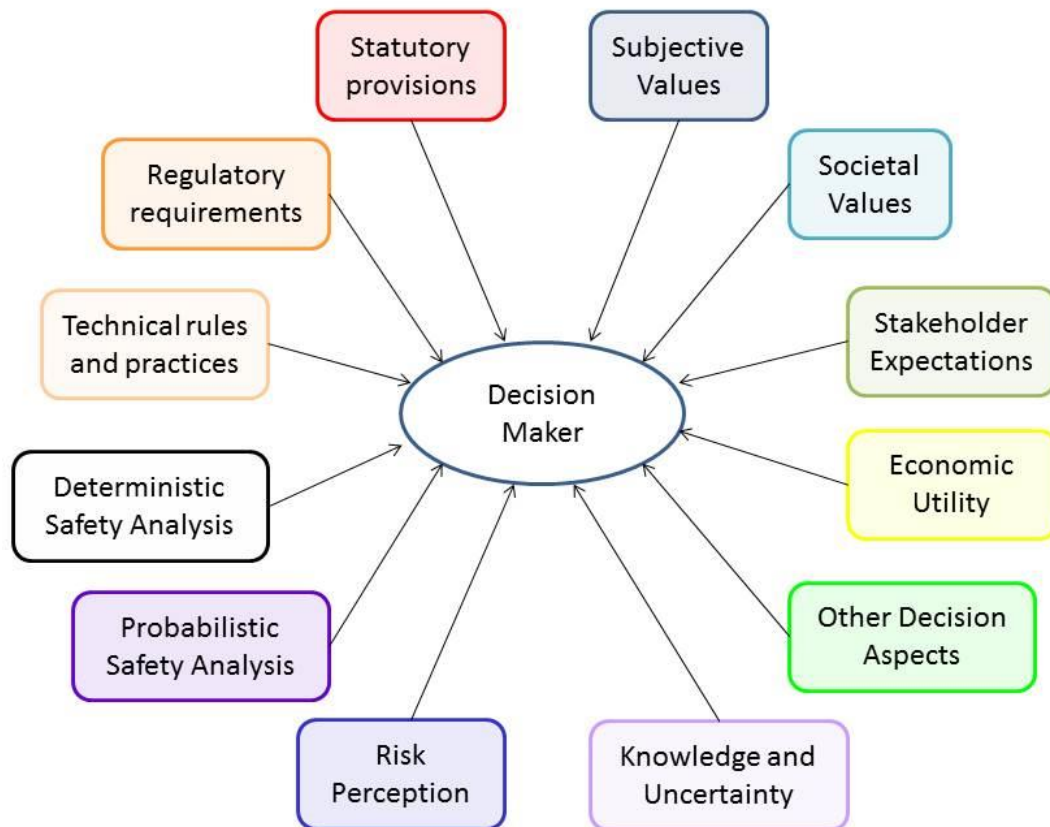 Statutory
provisions
Subjective
Values
Regulatory
requirements
Societal
Values
Technical rules
and practices
Stakeholder
Expectations
Decision
Maker
Deterministic
Safety Analysis
Economic
Utility
Probabilistic
Safety Analysis
Other Decision
Aspects
Risk
Perception
Knowledge and
Uncertainty